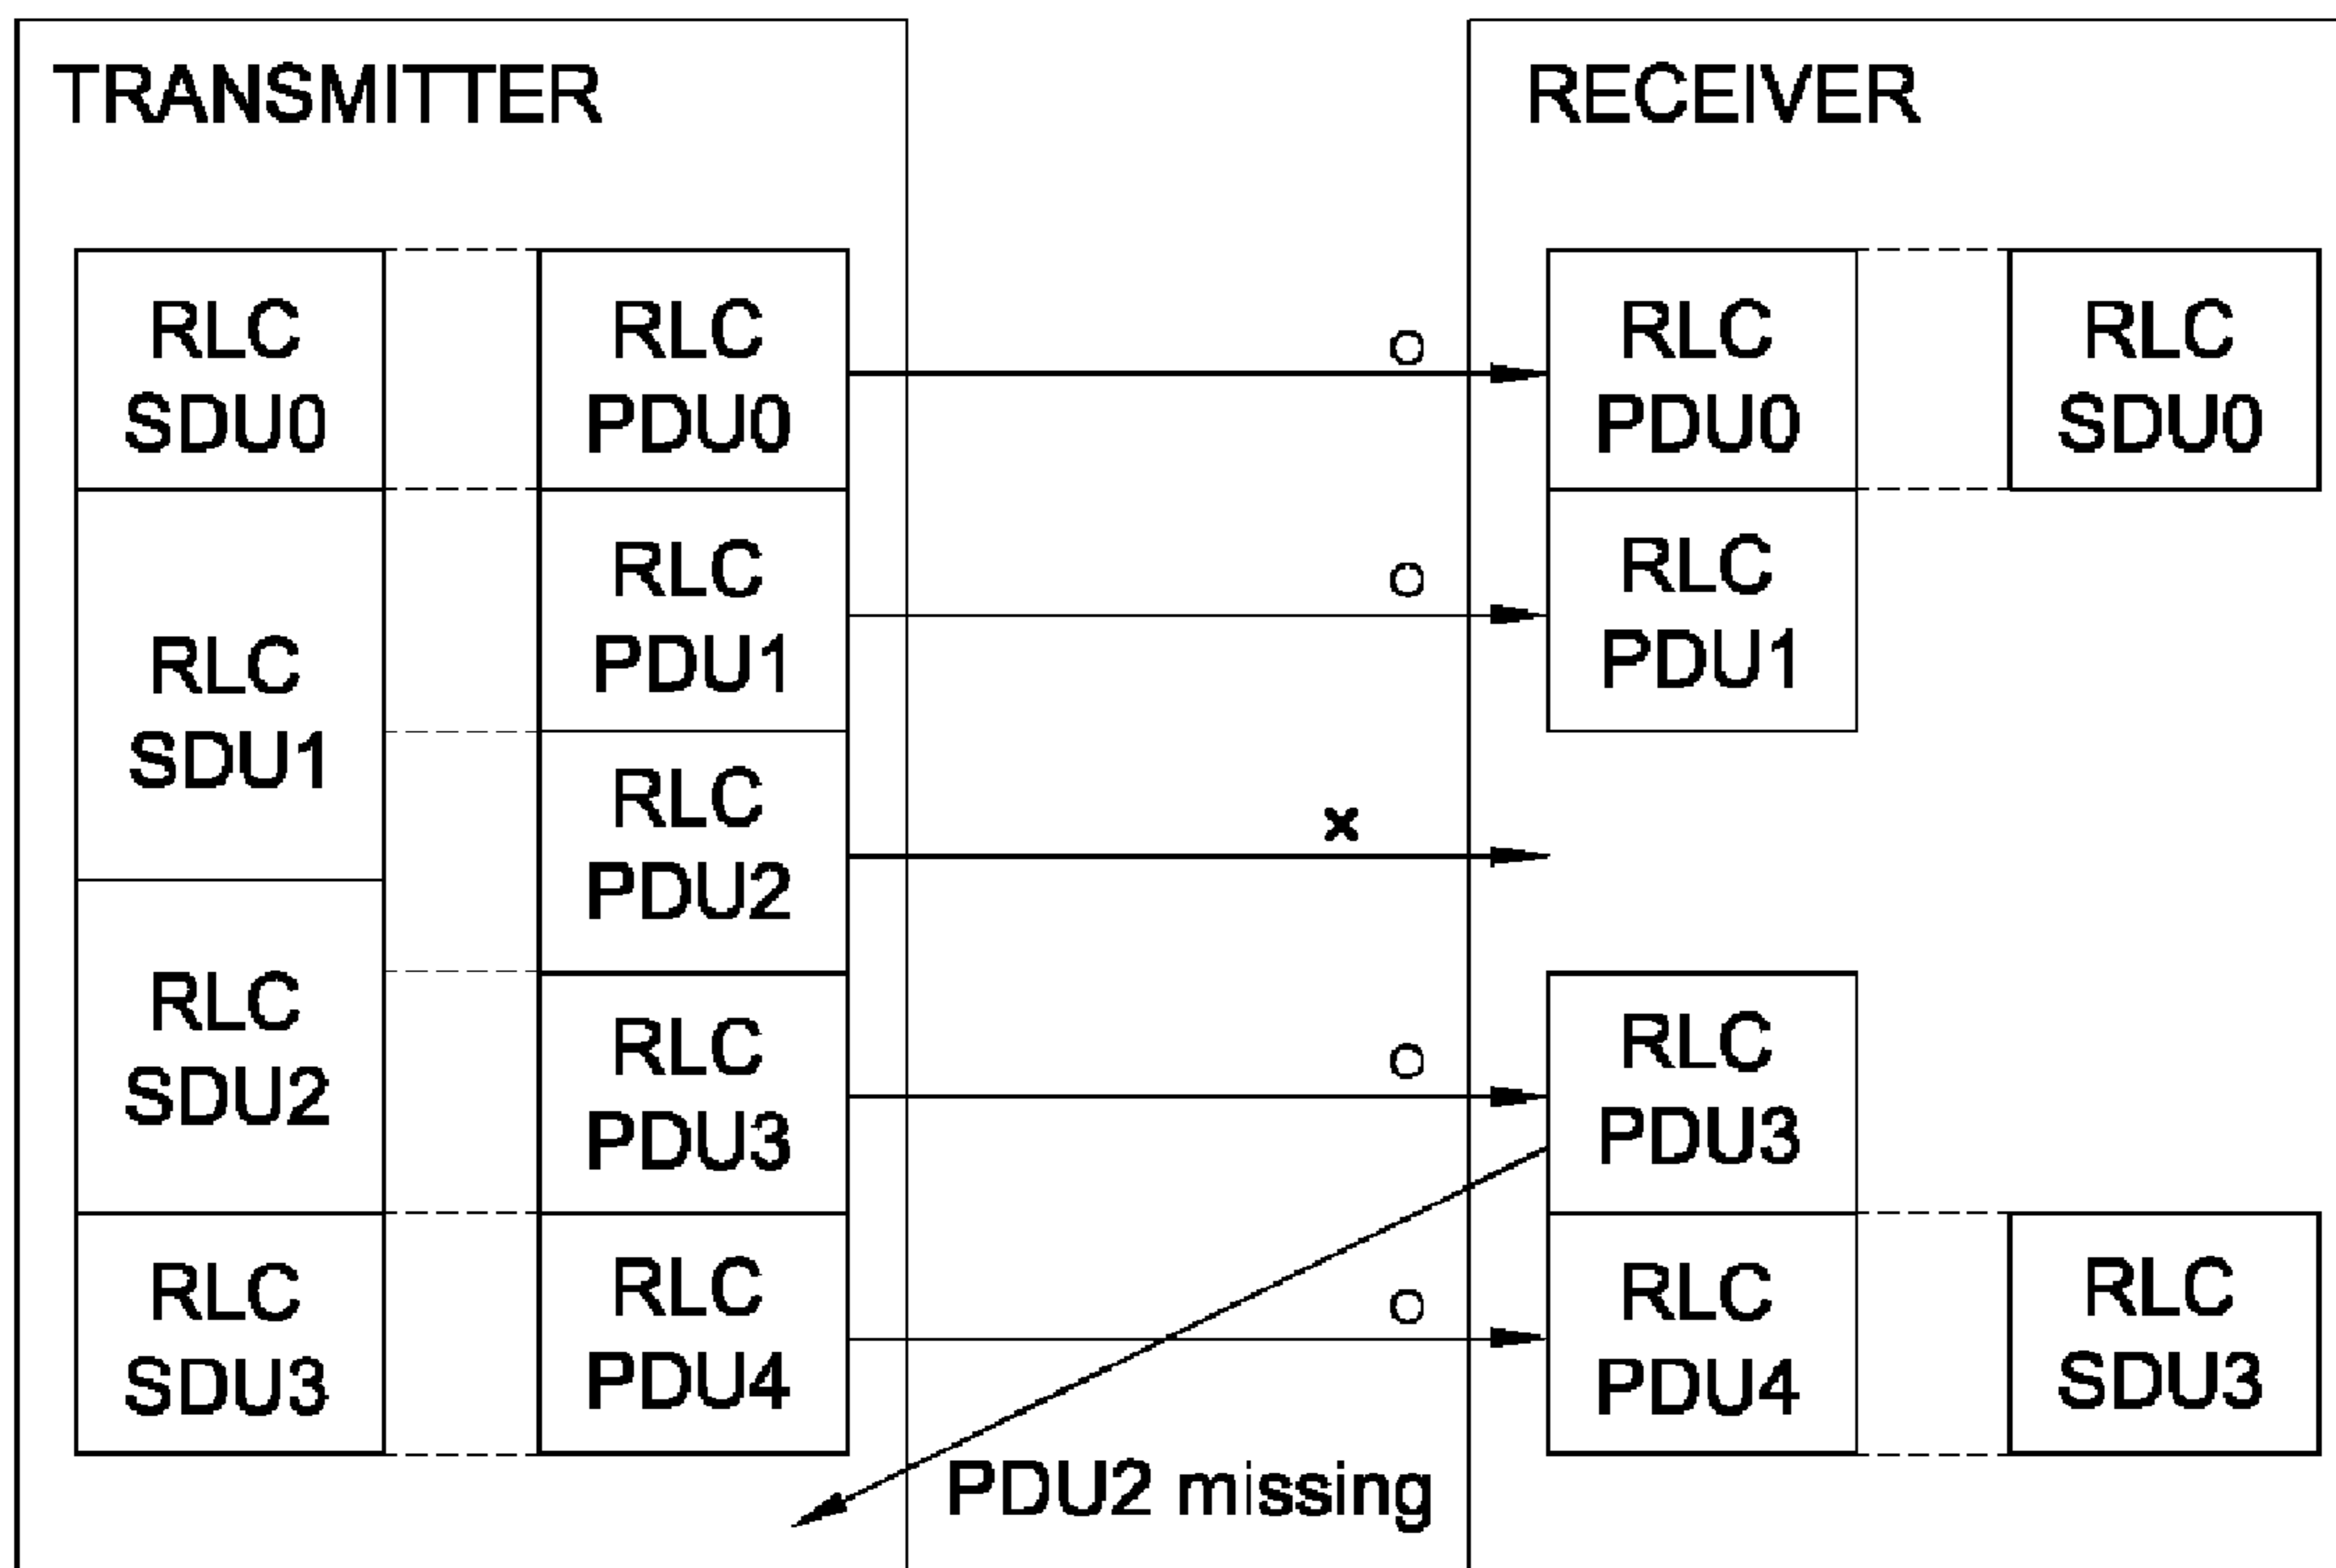 TRANSMITTER
RECEIVER
RLC
SDU0
RLC
PDU0
RLC
PDU0
RLC
SDU0
RLC
SDU1
RLC
PDU1
RLC
PDU1
RLC
PDU2
x
RLC
SDU2
RLC
PDU3
RLC
PDU3
RLC
SDU3
RLC
PDU4
RLC
PDU4
RLC
SDU3
PDU2 missing